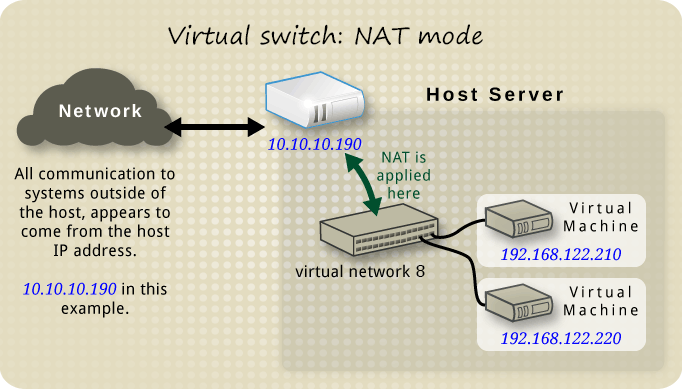 Virtual switch: NAT mode
Network
Host Server
10.10.10.190
NAT is
applied
here
All communication to
systems outside of
the host, appears to
come from the host
IP address.
10.10.10.190 in this
example.
virtual network 8
Virtual
Machine
192.168.122.210
Virtual
Machine
192.168.122.220